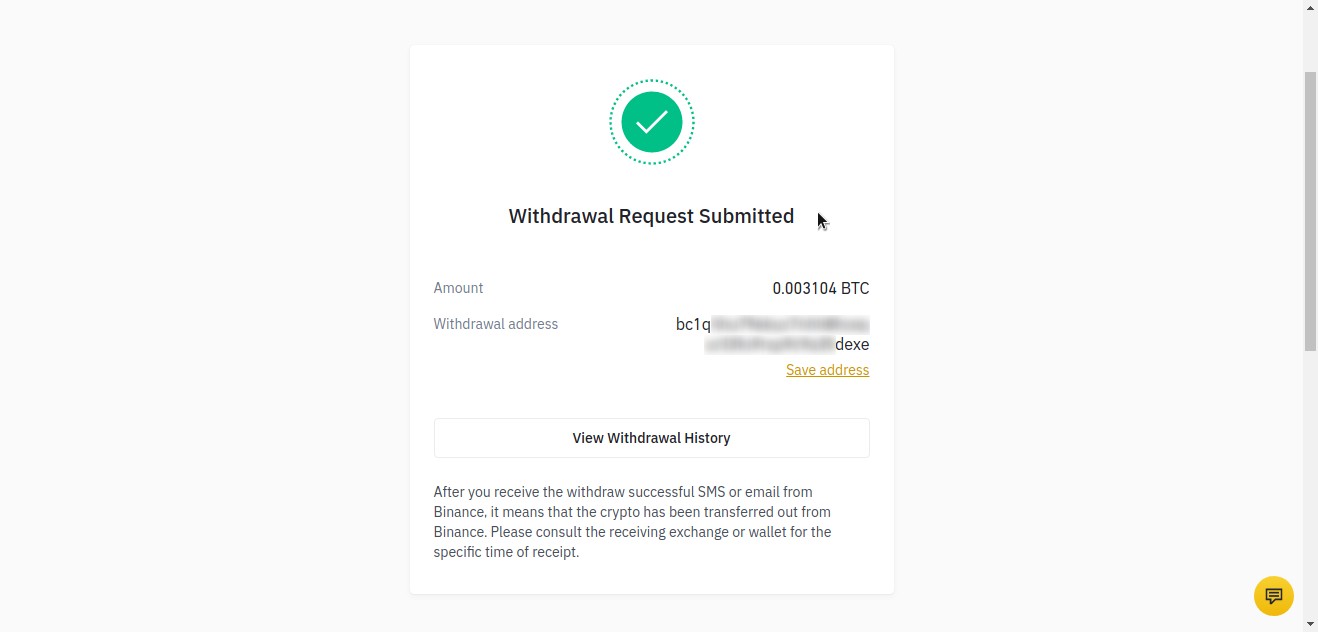 Withdrawal Request Submitted
Amount
0.003104 BTC
Withdrawal address
bc1q
dexe
Save address
View Withdrawal History
After you receive the withdraw successful SMS or email from
Binance, it means that the crypto has been transferred out from
Binance. Please consult the receiving exchange or wallet for the
specific time of receipt.